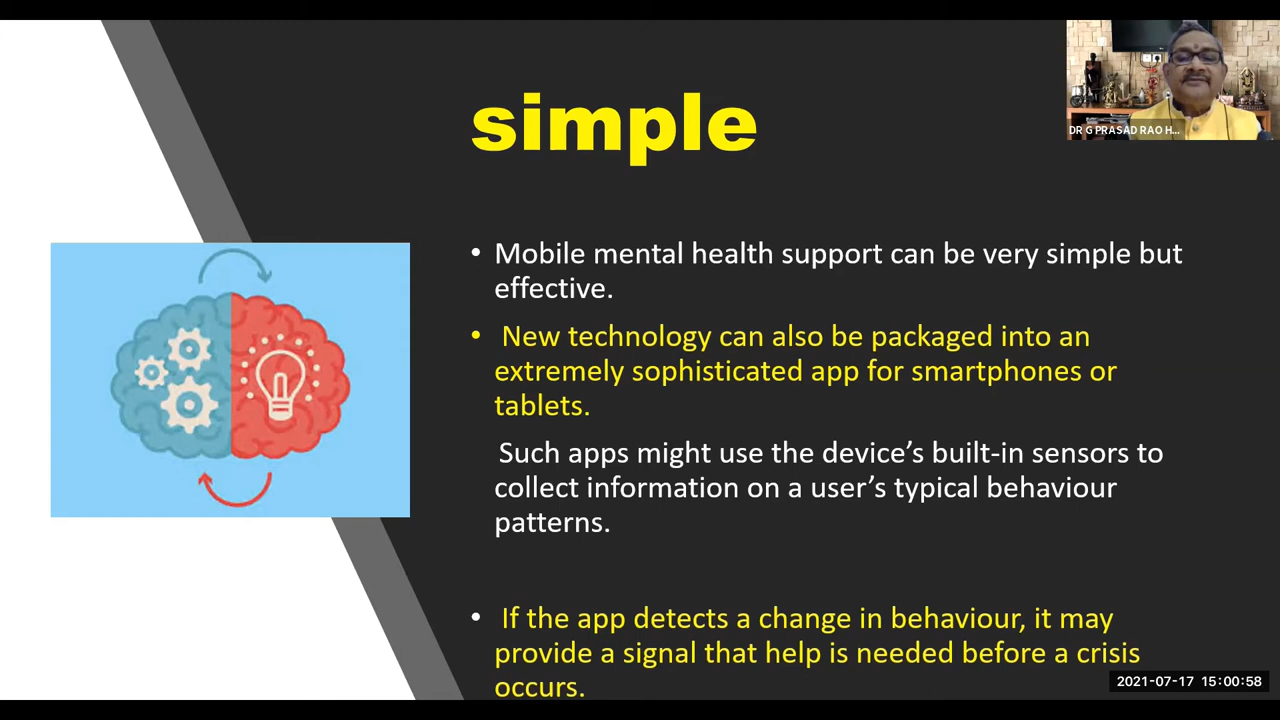 simple
DR G PRASAD RAO H...
• Mobile mental health support can be very simple but
effective.
• New technology can also be packaged into an
extremely sophisticated app for smartphones or
tablets.
Such apps might use the device’s built-in sensors to
collect information on a user’s typical behaviour
patterns.
• If the app detects a change in behaviour, it may
provide a signal that help is needed before a crisis
occurs.
2021-07-17 15:00:58